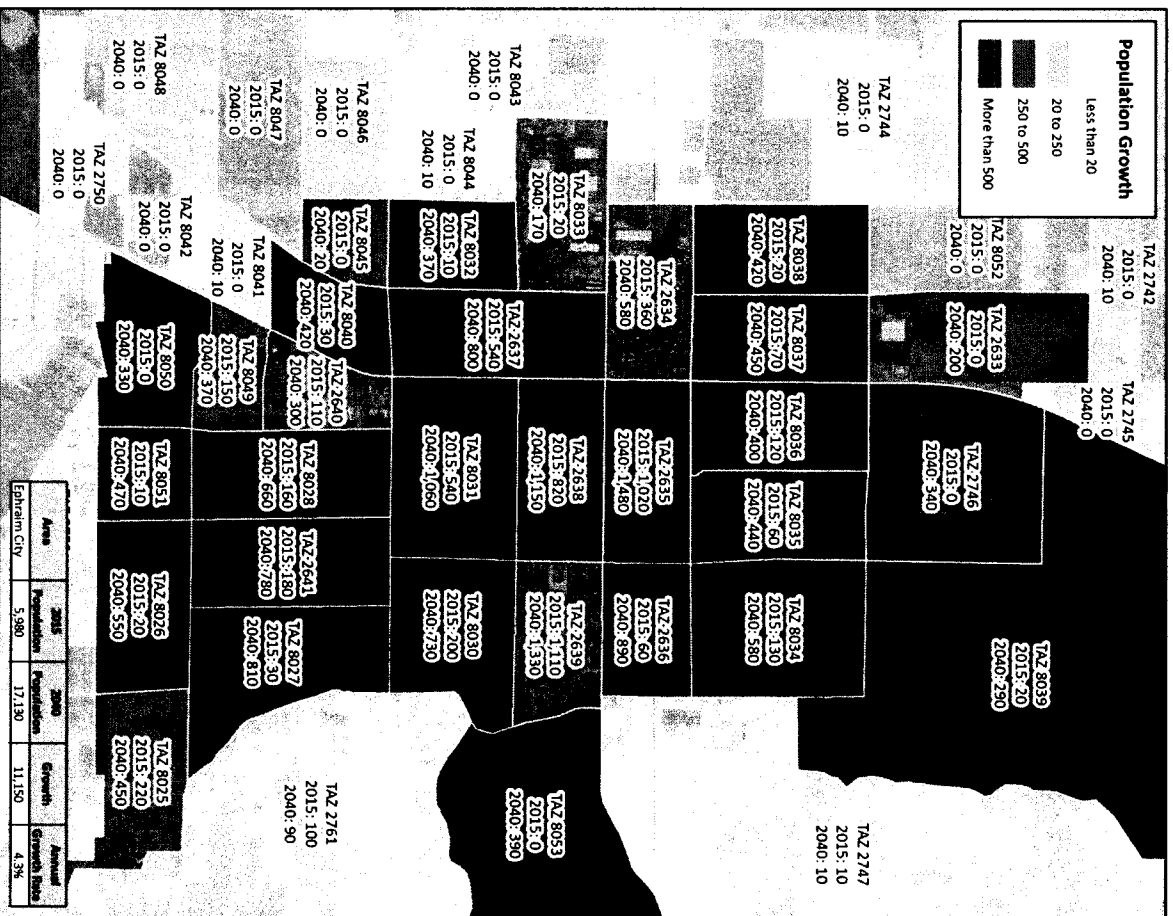 Population Growth
Less than 20
20 to 250
250 to 500
More than 500
TAZ 2742
2015: 0
2040: 10
TAZ 2745
2015: 0
2040: 0
TAZ 8039
2015: 20
2040: 290
TAZ 8052
2015: 0
2040: 0
TAZ 2633
2015: 0
2040: 200
TAZ 2746
2015: 0
2040: 340
TAZ 2744
2015: 0
2040: 10
TAZ 2747
2015: 10
2040: 10
TAZ 8038
2015: 20
2040: 420
TAZ 8037
2015: 70
2040: 450
TAZ 8036
2015: 120
2040: 400
TAZ 8035
2015: 60
2040: 440
TAZ 8034
2015: 130
2040: 580
TAZ 2634
2015: 360
2040: 580
TAZ 2635
2015: 1,020
2040: 1,480
TAZ 2636
2015: 60
2040: 890
TAZ 8033
2015: 20
2040: 170
TAZ 2638
2015: 820
2040: 1,150
TAZ 2639
2015: 1,110
2040: 1,330
TAZ 8053
2015: 0
2040: 390
TAZ 8043
2015: 0
2040: 0
TAZ 8044
2015: 0
2040: 10
TAZ 8032
2015: 10
2040: 370
TAZ 2637
2015: 540
2040: 800
TAZ 8031
2015: 540
2040: 1,060
TAZ 8030
2015: 200
2040: 730
TAZ 8046
2015: 0
2040: 0
TAZ 8045
2015: 0
2040: 20
TAZ 8040
2015: 30
2040: 420
TAZ 2640
2015: 110
2040: 300
TAZ 8028
2015: 160
2040: 660
TAZ 2641
2015: 180
2040: 780
TAZ 8027
2015: 30
2040: 810
TAZ 2761
2015: 100
2040: 90
TAZ 8047
2015: 0
2040: 0
TAZ 8041
2015: 0
2040: 10
TAZ 8049
2015: 150
2040: 370
TAZ 8048
2015: 0
2040: 0
TAZ 8042
2015: 0
2040: 0
TAZ 8050
2015: 0
2040: 330
TAZ 8051
2015: 10
2040: 470
TAZ 8026
2015: 20
2040: 550
TAZ 8025
2015: 220
2040: 450
TAZ 2750
2015: 0
2040: 0
Area 2015 Population 2040 Population Growth Annual Growth Rate
Ephraim City 5,980 17,130 11,150 4.3%